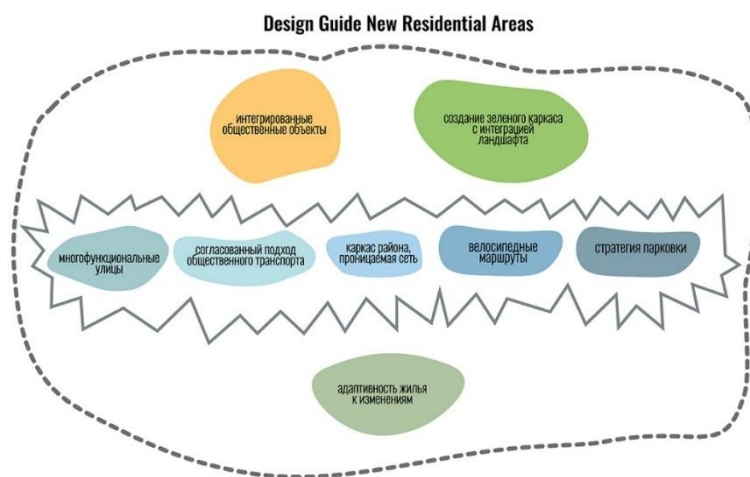 Design Guide New Residential Areas
интегрированные
общественные объекты
создание зеленого каркаса
с интеграцией
ландшафта
многофункциональные
улицы
согласованный подход
общественного транспорта
каркас района,
проницаемая сеть
велосипедные
маршруты
стратегия парковки
адаптивность жилья
к изменениям